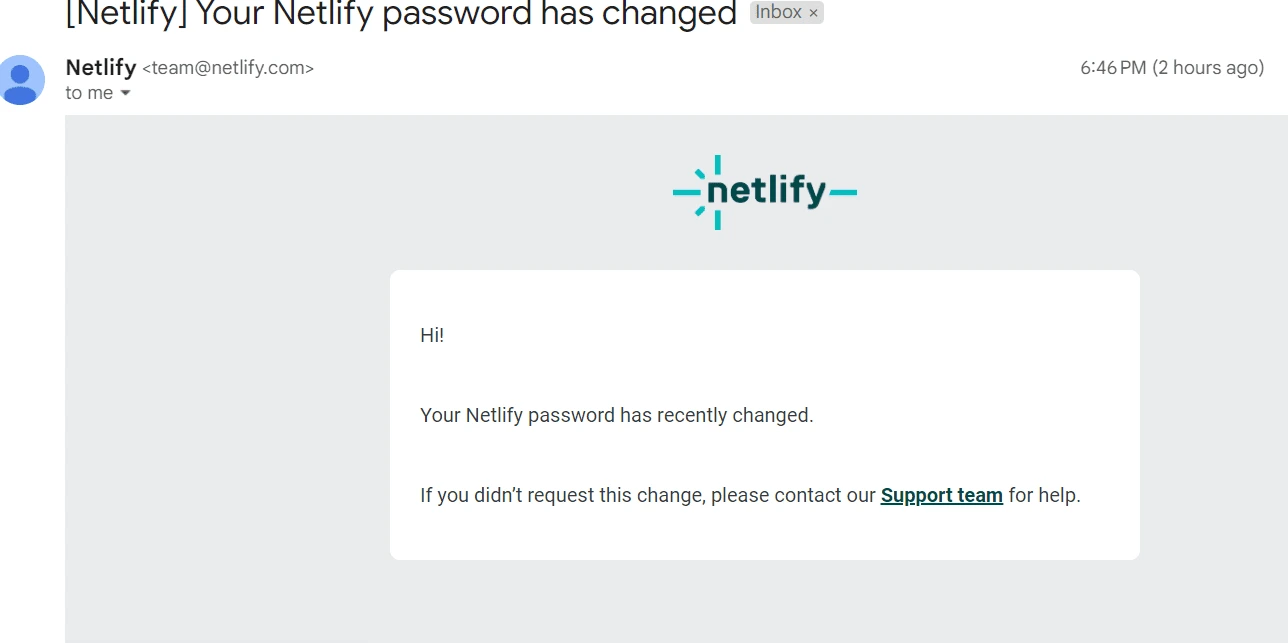 [Netlify] Your Netlify password has changed Inbox ×
Netlify <team@netlify.com> 6:46 PM (2 hours ago)
to me
netlify
Hi!
Your Netlify password has recently changed.
If you didn’t request this change, please contact our Support team for help.